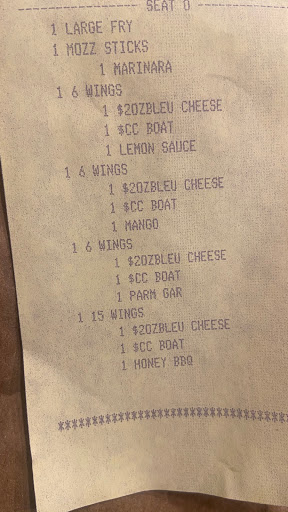 ---------- SEAT 0 ----------
1 LARGE FRY
1 MOZZ STICKS
1 MARINARA
1 6 WINGS
1 $2OZBLEU CHEESE
1 $CC BOAT
1 LEMON SAUCE
1 6 WINGS
1 $2OZBLEU CHEESE
1 $CC BOAT
1 MANGO
1 6 WINGS
1 $2OZBLEU CHEESE
1 $CC BOAT
1 PARM GAR
1 15 WINGS
1 $2OZBLEU CHEESE
1 $CC BOAT
1 HONEY BBQ
*********************************